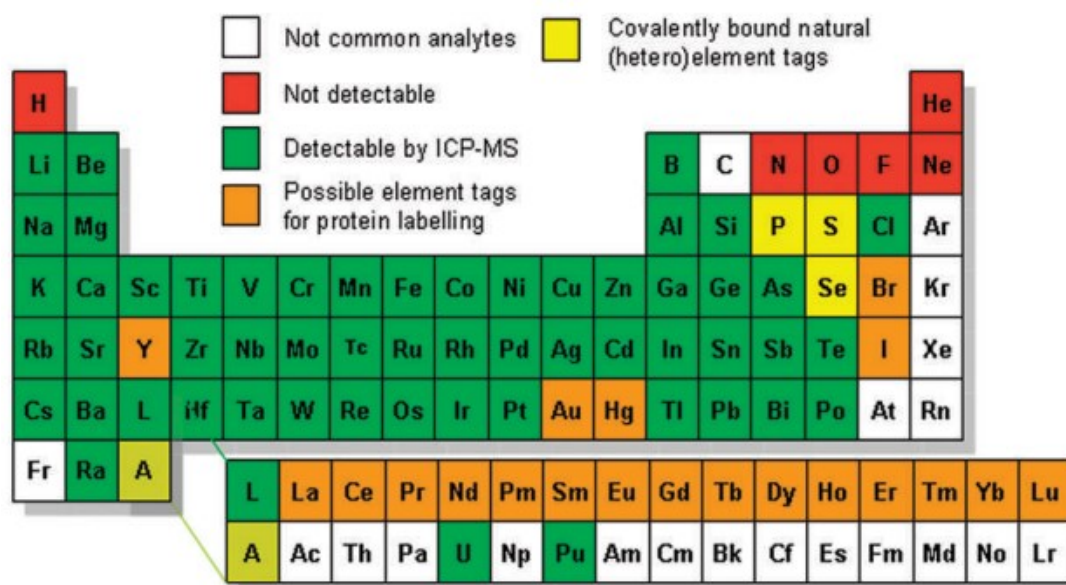 Not common analytes
Covalently bound natural
(hetero)element tags
Not detectable
Detectable by ICP-MS
Possible element tags
for protein labelling
H He
Li Be B C N O F Ne
Na Mg Al Si P S Cl Ar
K Ca Sc Ti V Cr Mn Fe Co Ni Cu Zn Ga Ge As Se Br Kr
Rb Sr Y Zr Nb Mo Tc Ru Rh Pd Ag Cd In Sn Sb Te I Xe
Cs Ba L Hf Ta W Re Os Ir Pt Au Hg Tl Pb Bi Po At Rn
Fr Ra A
L La Ce Pr Nd Pm Sm Eu Gd Tb Dy Ho Er Tm Yb Lu
A Ac Th Pa U Np Pu Am Cm Bk Cf Es Fm Md No Lr